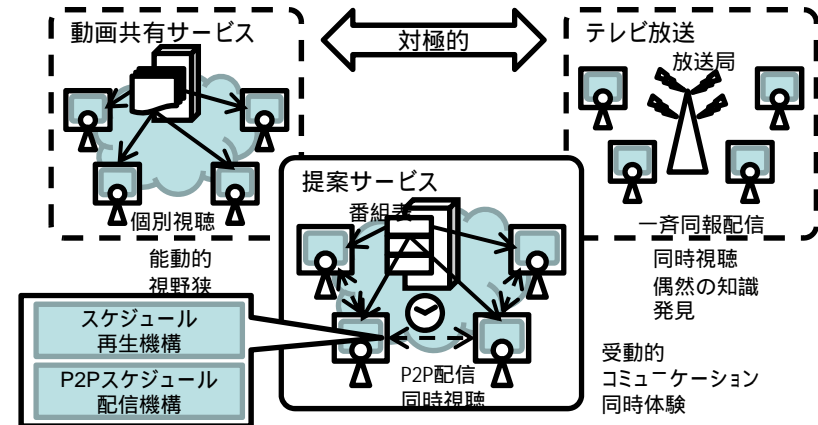 動画共有サービス
対極的
テレビ放送
放送局
個別視聴
一斉同報配信
提案サービス
番組表
能動的
視野狭
同時視聴
偶然の知識
発見
スケジュール
再生機構
P2Pスケジュール
配信機構
P2P配信
同時視聴
受動的
コミューケーション
同時体験